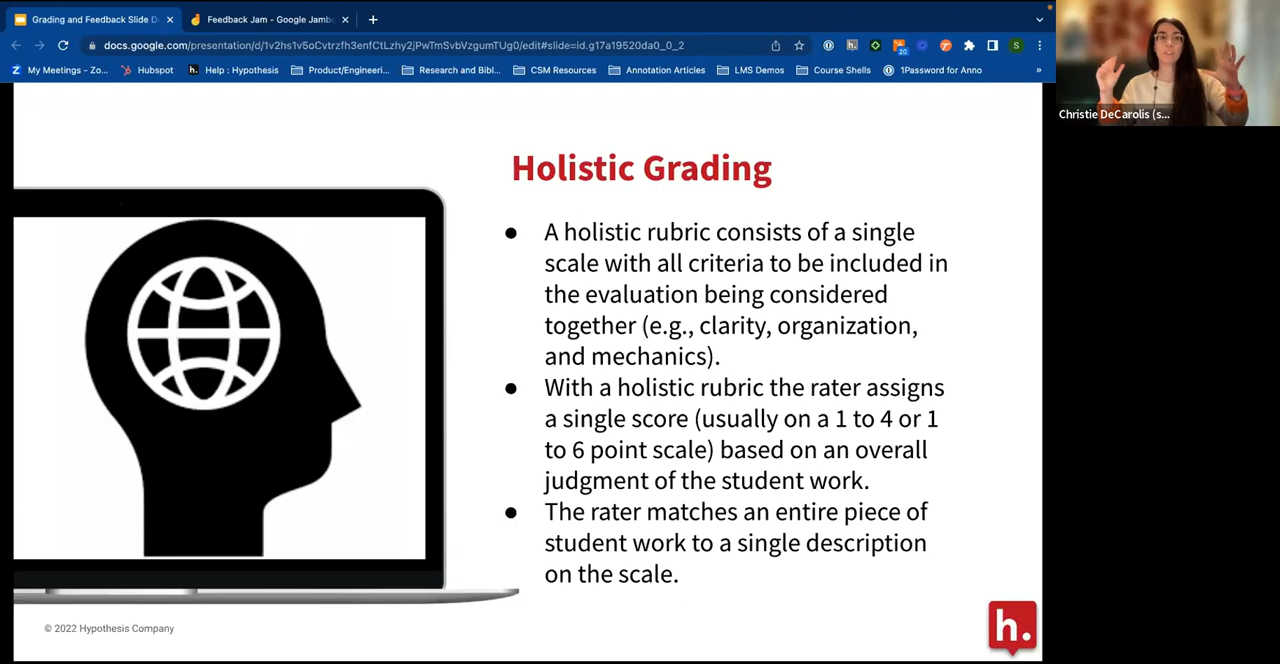 Grading and Feedback Slide D
Feedback Jam - Google Jambo
docs.google.com/presentation/d/1v2hs1v5oCvtrzfh3enfCtLzhy2jPwTmSvbVzgumTUg0/edit#slide=id.g17a19520da0_0_2
20
S
My Meetings - Zo...
Hubspot
h.
Help : Hypothesis
Product/Engineeri...
Research and Bibl...
CSM Resources
Annotation Articles
LMS Demos
Course Shells
1Password for Anno
»
Christie DeCarolis (s...
Holistic Grading
● A holistic rubric consists of a single
scale with all criteria to be included in
the evaluation being considered
together (e.g., clarity, organization,
and mechanics).
● With a holistic rubric the rater assigns
a single score (usually on a 1 to 4 or 1
to 6 point scale) based on an overall
judgment of the student work.
● The rater matches an entire piece of
student work to a single description
on the scale.
© 2022 Hypothesis Company
h.